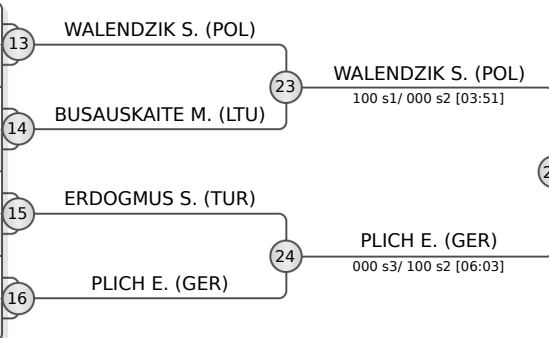 WALENDZIK S. (POL)
13
23
WALENDZIK S. (POL)
100 s1/ 000 s2 [03:51]
BUSAUSKAITE M. (LTU)
14
ERDOGMUS S. (TUR)
15
24
PLICH E. (GER)
000 s3/ 100 s2 [06:03]
PLICH E. (GER)
16